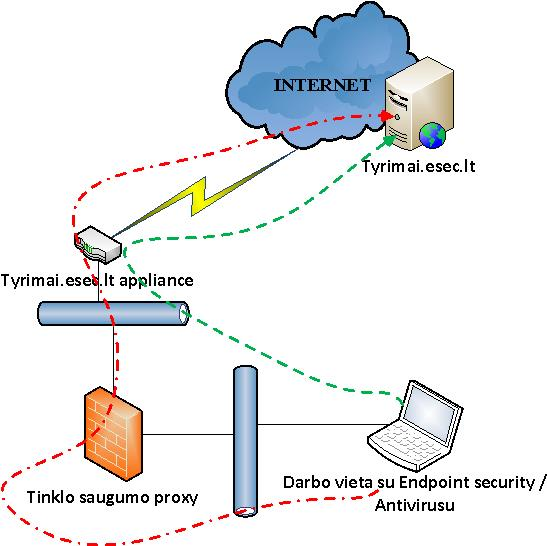 INTERNET
Tyrimai.esec.lt
Tyrimai.esec.lt appliance
Tinklo saugumo proxy
Darbo vieta su Endpoint security /
Antivirusu